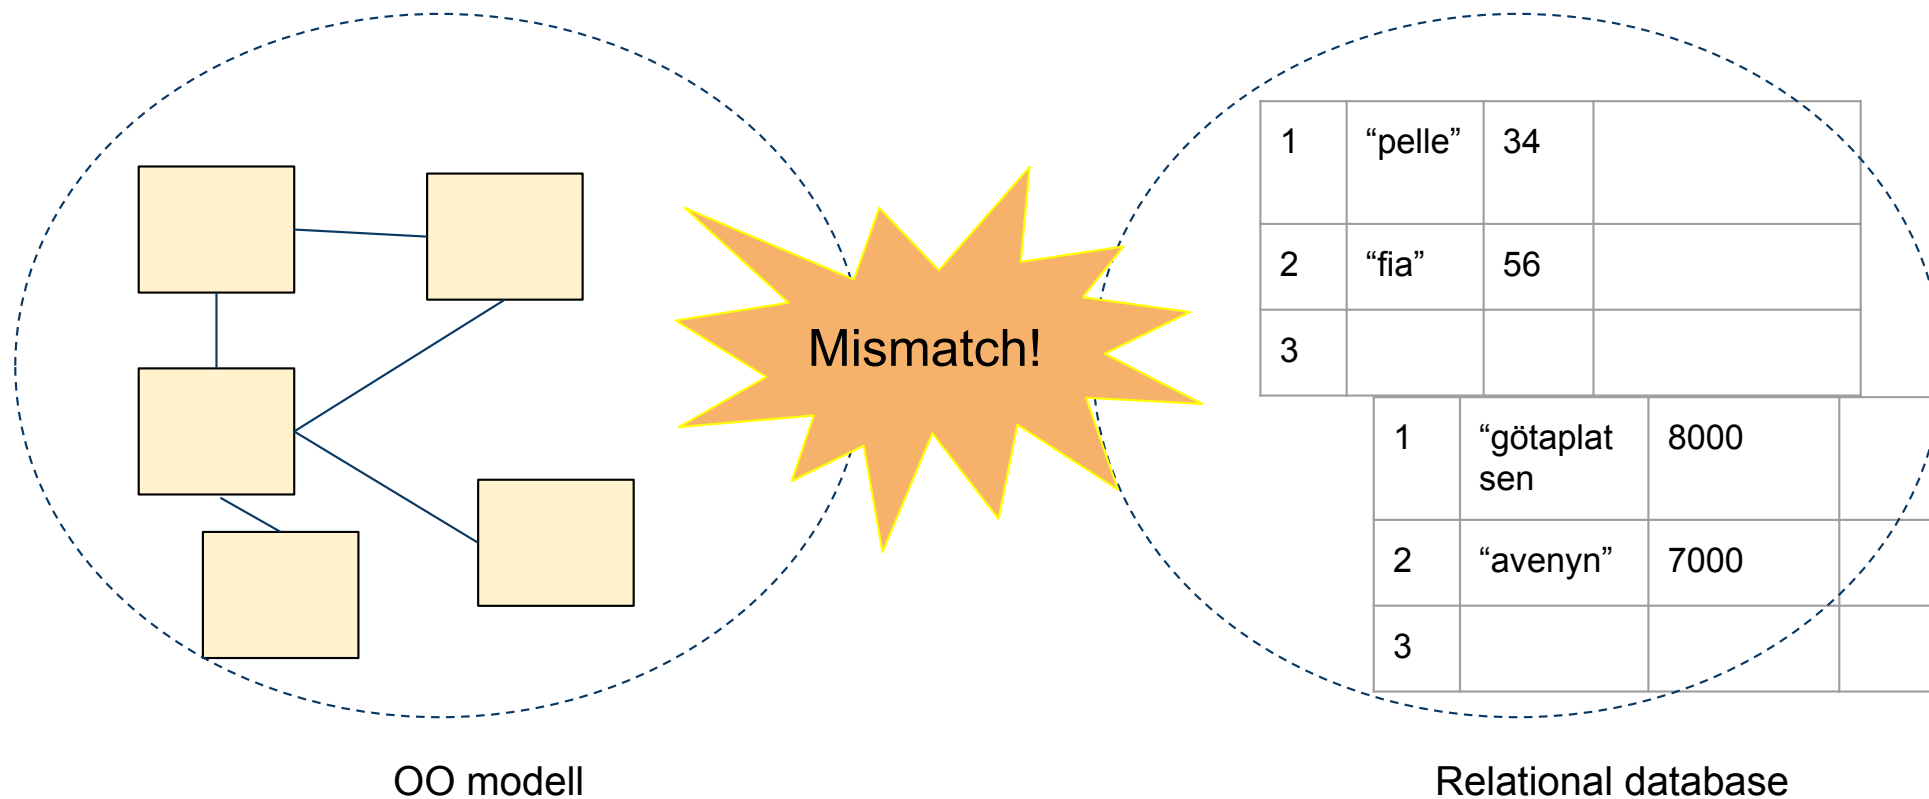 Mismatch!
1 “pelle” 34
2 “fia” 56
3
1 “götaplat 8000
sen
2 “avenyn” 7000
3
OO modell
Relational database